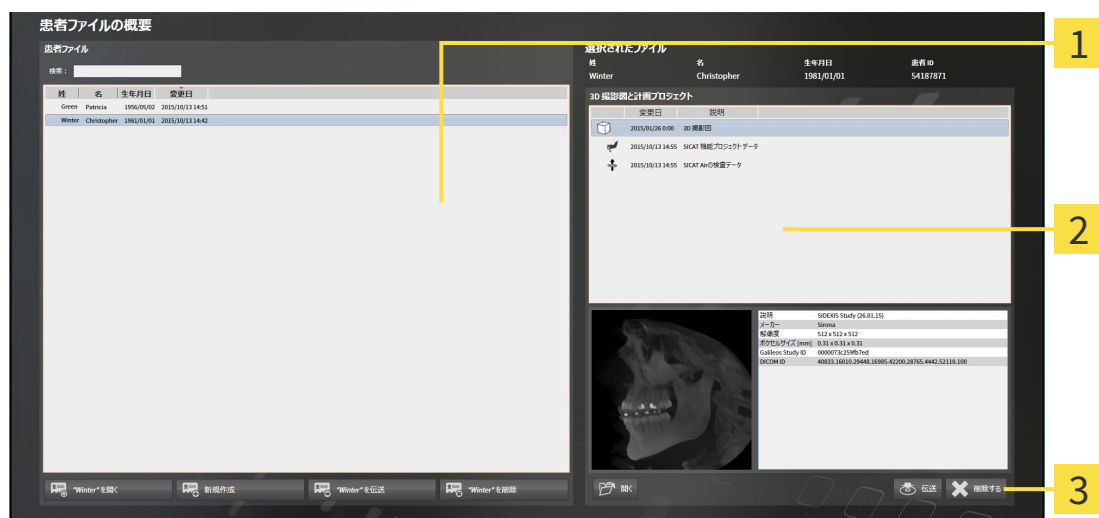 患者ファイルの概要
患者ファイル
検索：
姓 名 生年月日 変更日
Green Patricia 1956/05/02 2015/10/13 14:51
Winter Christopher 1981/01/01 2015/10/13 14:42
"Winter" を開く 新規作成 "Winter" を伝送 "Winter" を削除
選択されたファイル
姓 名 生年月日 患者 ID
Winter Christopher 1981/01/01 54187871
3D 撮影図と計画プロジェクト
変更日 説明
2015/01/26 0:00 3D 撮影図
2015/10/13 14:55 SICAT 機能プロジェクト データ
2015/10/13 14:55 SICAT Airの検査データ
説明 SIDEXIS Study (26.01.15)
メーカー Sirona
解像度 512 x 512 x 512
ボクセルサイズ [mm] 0.31 x 0.31 x 0.31
Galileos Study ID 0000073c259fb7ed
DICOM ID 40833.16010.29448.16985.42200.28765.4442.52118.100
開く 伝送 削除する
1
2
3